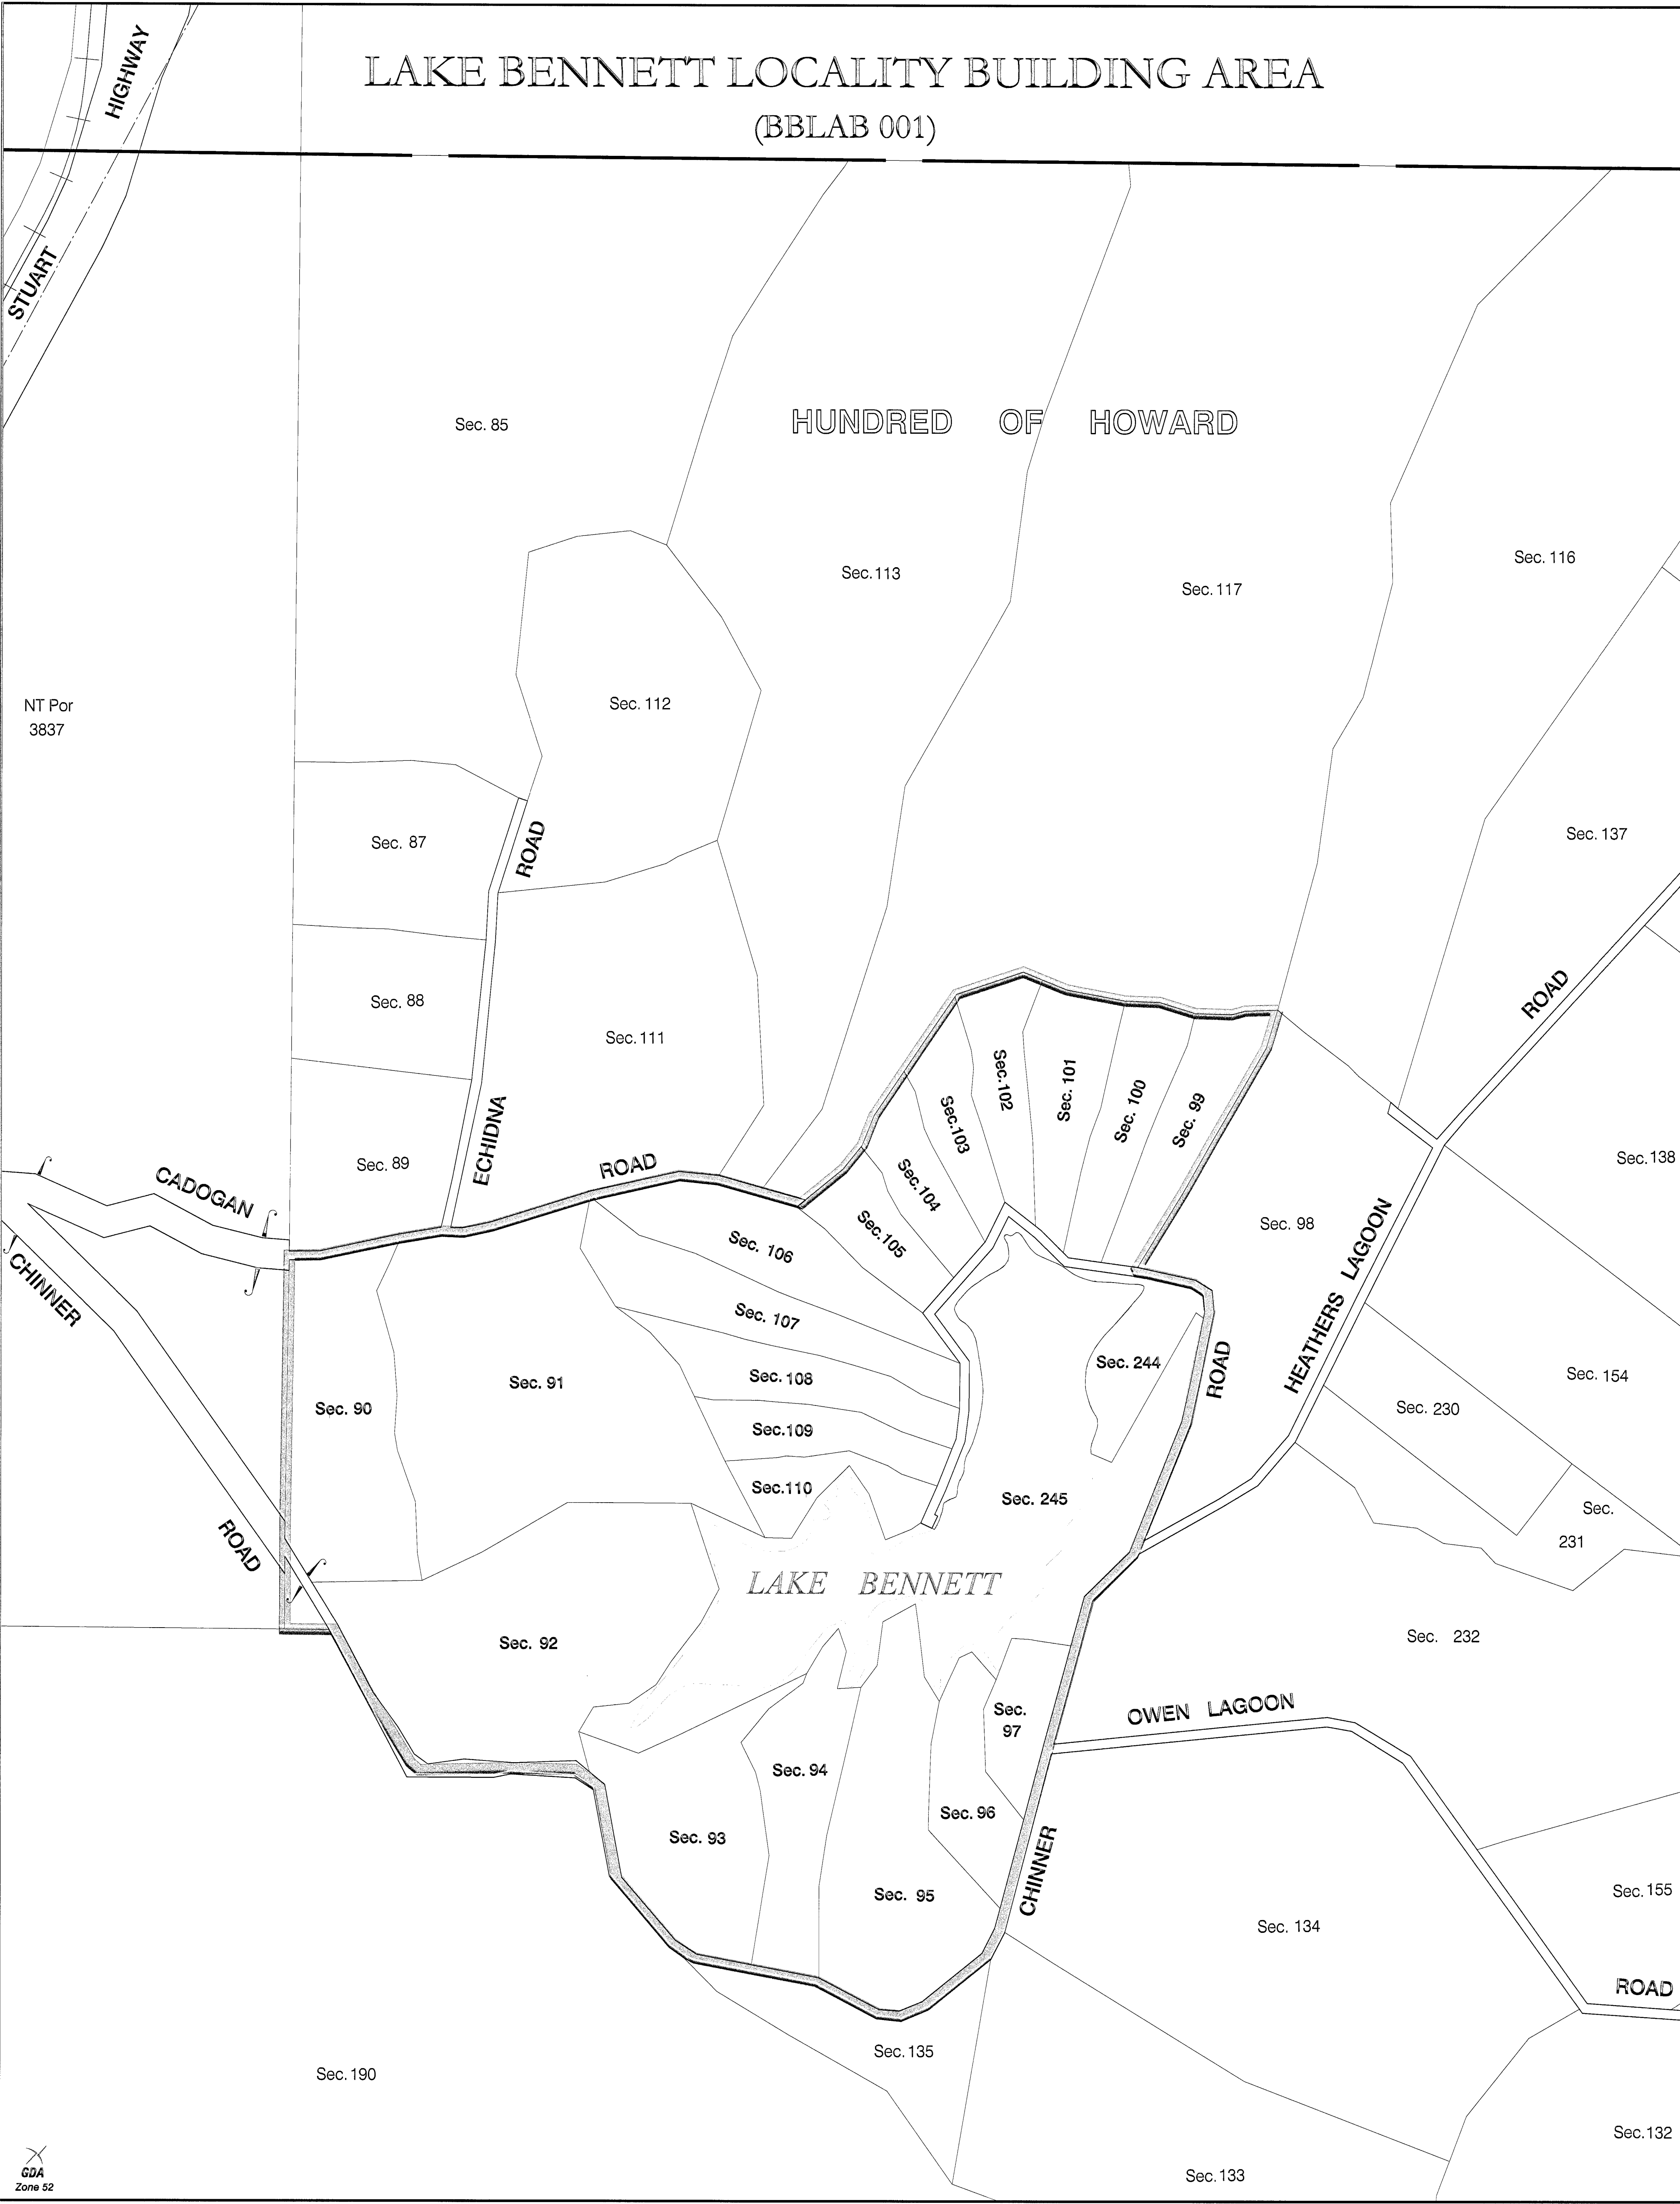 LAKE BENNETT LOCALITY BUILDING AREA
(BBLAB 001)
STUART HIGHWAY
HUNDRED OF HOWARD
Sec. 85
Sec. 113
Sec. 117
Sec. 116
NT Por
3837
Sec. 112
Sec. 87
ROAD
Sec. 137
Sec. 88
Sec. 111
ROAD
Sec. 89
ECHIDNA
ROAD
CADOGAN
CHINNER
Sec. 103
Sec. 102
Sec. 101
Sec. 100
Sec. 99
Sec. 104
Sec. 105
Sec. 106
Sec. 138
Sec. 98
HEATHERS LAGOON
Sec. 107
Sec. 244
ROAD
Sec. 154
Sec. 90
Sec. 91
Sec. 108
Sec. 230
Sec. 109
Sec. 110
Sec. 245
Sec.
231
ROAD
LAKE BENNETT
Sec. 92
Sec. 232
Sec.
97
OWEN LAGOON
Sec. 94
Sec. 96
Sec. 93
CHINNER
Sec. 95
Sec. 155
Sec. 134
ROAD
Sec. 135
Sec. 190
Sec. 132
Sec. 133
GDA
Zone 52